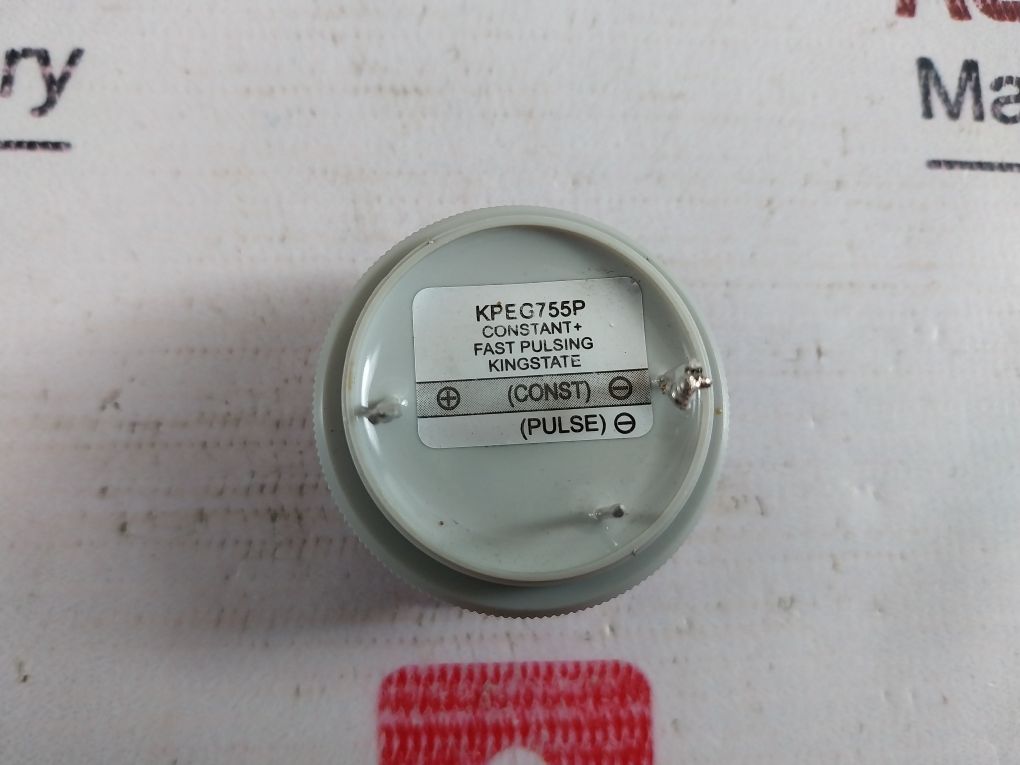 ry
Ma
KPEG755P
CONSTANT+
FAST PULSING
KINGSTATE
⊕ (CONST) ⊖
(PULSE) ⊖